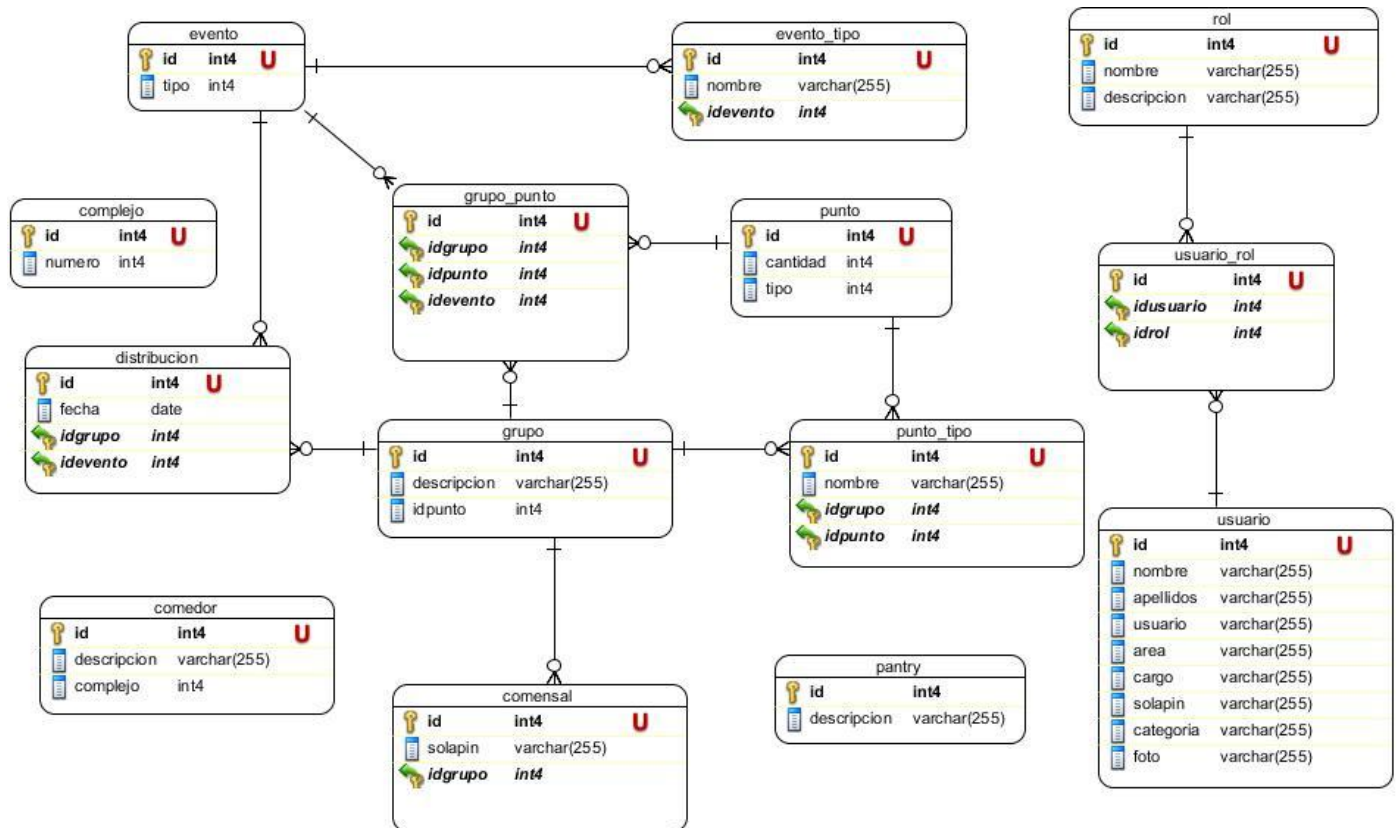 evento
id int4 U
tipo int4
evento_tipo
id int4 U
nombre varchar(255)
idevento int4
rol
id int4 U
nombre varchar(255)
descripcion varchar(255)
complejo
id int4 U
numero int4
grupo_punto
id int4 U
idgrupo int4
idpunto int4
idevento int4
punto
id int4 U
cantidad int4
tipo int4
usuario_rol
id int4 U
idusuario int4
idrol int4
distribucion
id int4 U
fecha date
idgrupo int4
idevento int4
grupo
id int4 U
descripcion varchar(255)
idpunto int4
punto_tipo
id int4 U
nombre varchar(255)
idgrupo int4
idpunto int4
usuario
id int4 U
nombre varchar(255)
apellidos varchar(255)
usuario varchar(255)
area varchar(255)
cargo varchar(255)
solapin varchar(255)
categoria varchar(255)
foto varchar(255)
comedor
id int4 U
descripcion varchar(255)
complejo int4
comensal
id int4 U
solapin varchar(255)
idgrupo int4
pantry
id int4
descripcion varchar(255)